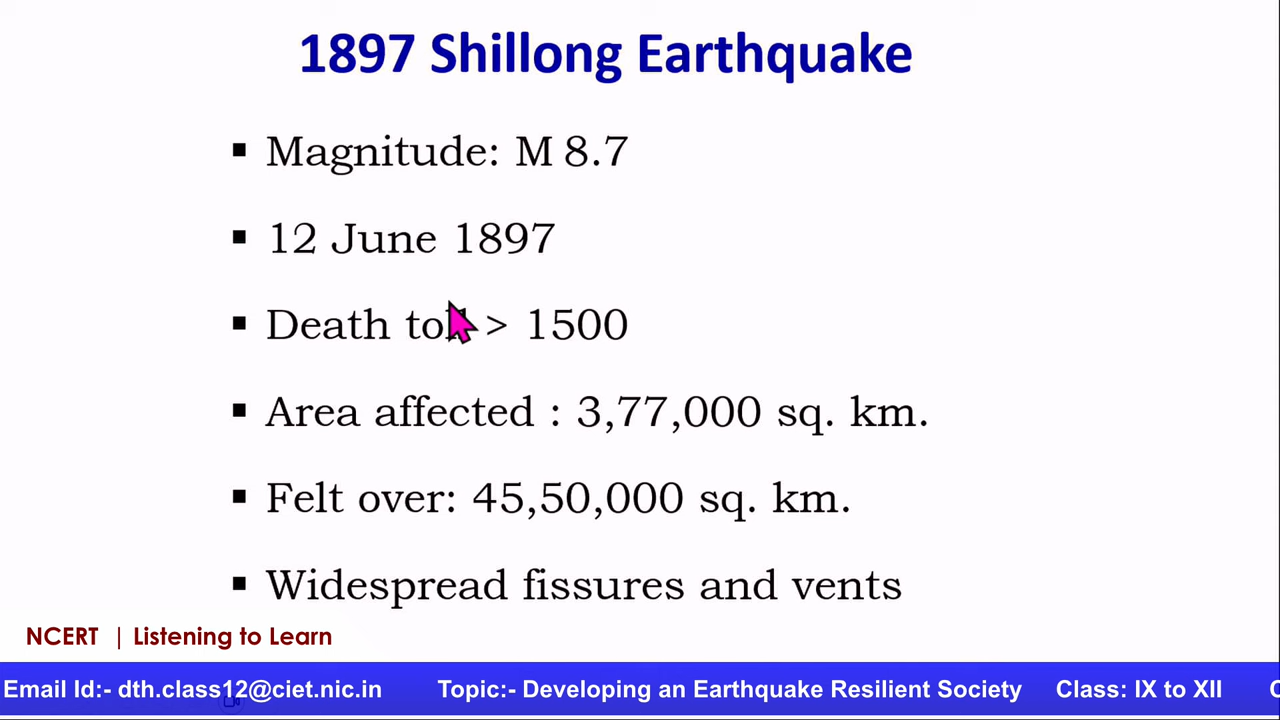 1897 Shillong Earthquake
▪ Magnitude: M 8.7
▪ 12 June 1897
▪ Death toll > 1500
▪ Area affected : 3,77,000 sq. km.
▪ Felt over: 45,50,000 sq. km.
▪ Widespread fissures and vents
NCERT | Listening to Learn
Email Id:- dth.class12@ciet.nic.in Topic:- Developing an Earthquake Resilient Society Class: IX to XII